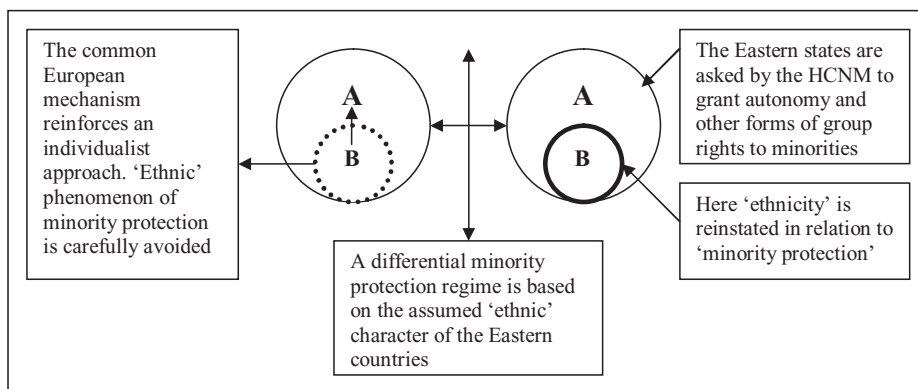 The common
European
mechanism
reinforces an
individualist
approach. ‘Ethnic’
phenomenon of
minority protection
is carefully avoided
A
B
A
B
The Eastern states are
asked by the HCNM to
grant autonomy and
other forms of group
rights to minorities
Here ‘ethnicity’ is
reinstated in relation to
‘minority protection’
A differential minority
protection regime is based
on the assumed ‘ethnic’
character of the Eastern
countries